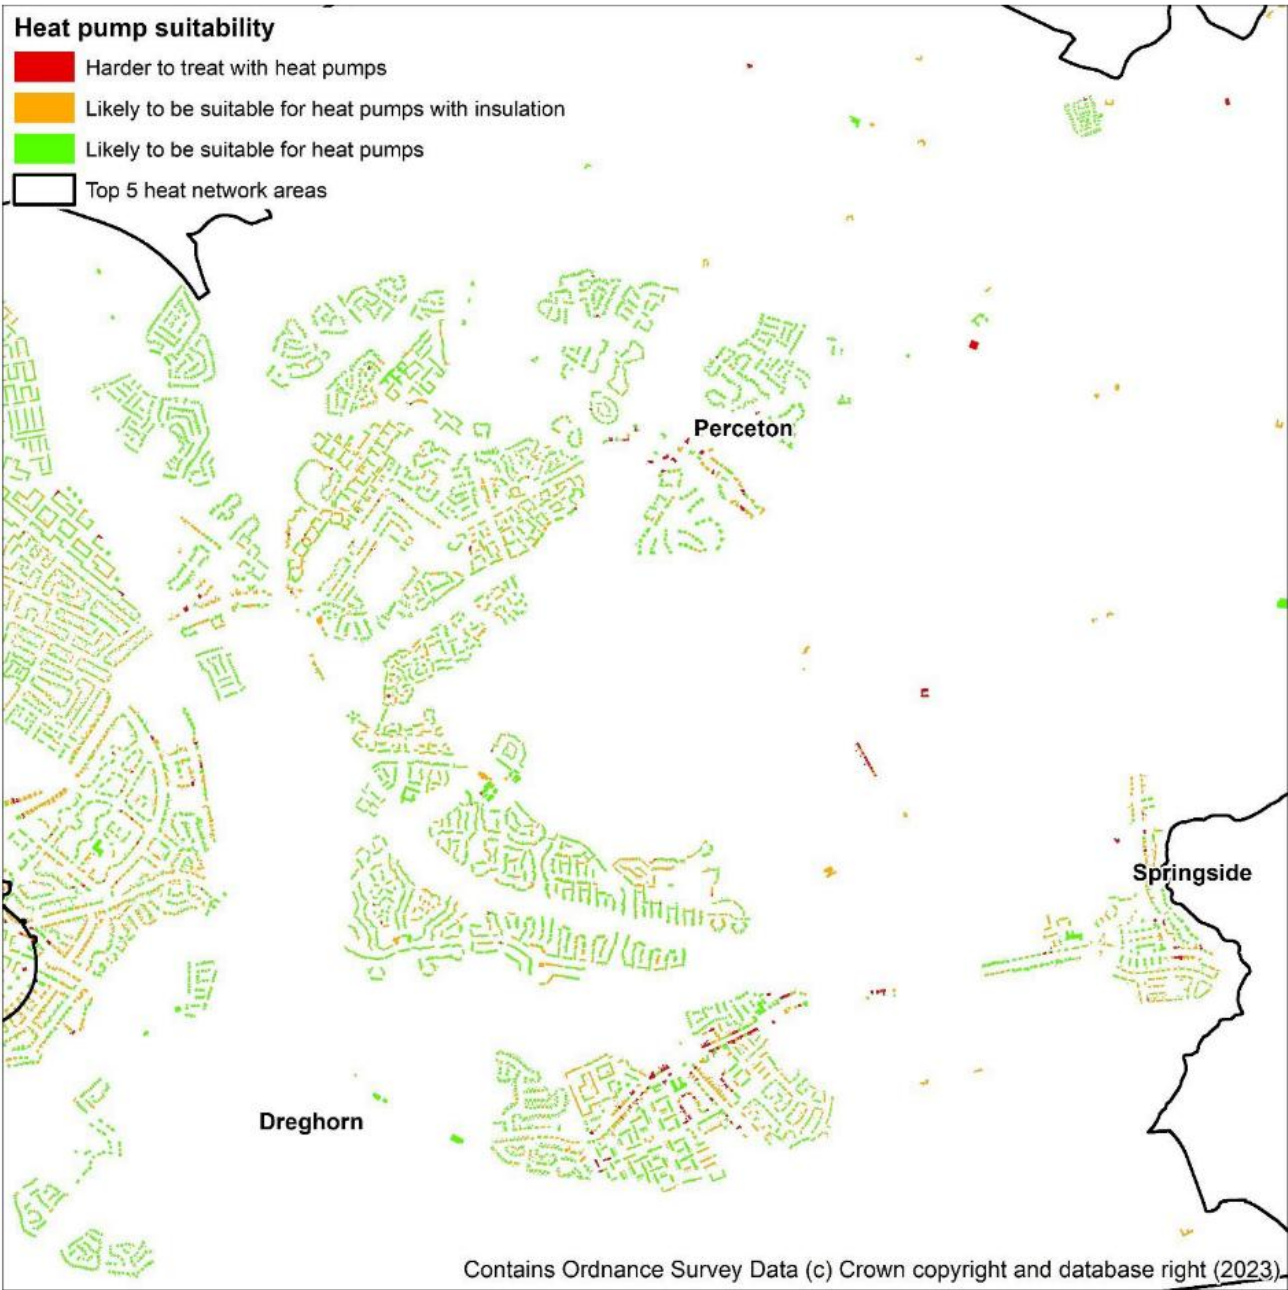 Heat pump suitability
Harder to treat with heat pumps
Likely to be suitable for heat pumps with insulation
Likely to be suitable for heat pumps
Top 5 heat network areas
Perceton
Springside
Dreghorn
Contains Ordnance Survey Data (c) Crown copyright and database right (2023)